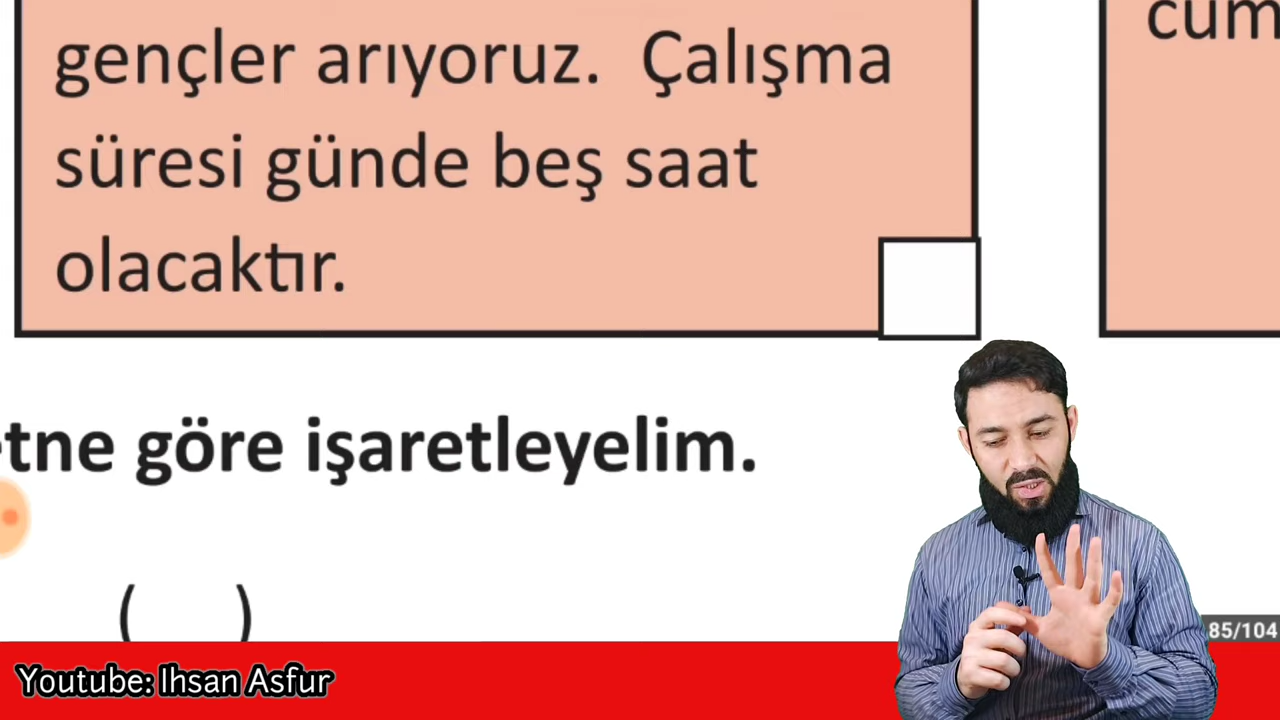 gençler arıyoruz. Çalışma
süresi günde beş saat
olacaktır.
cum
tne göre işaretleyelim.
( )
85/104
Youtube: Ihsan Asfur